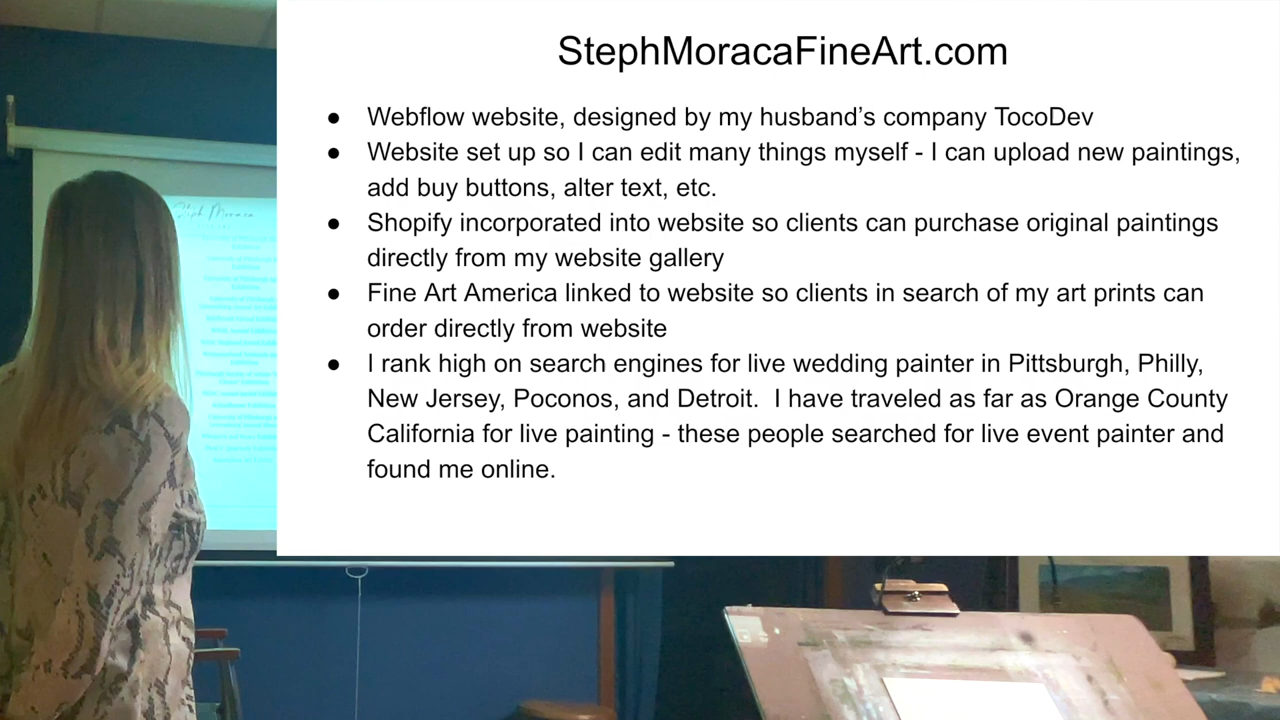 StephMoracaFineArt.com
● Webflow website, designed by my husband’s company TocoDev
● Website set up so I can edit many things myself - I can upload new paintings,
add buy buttons, alter text, etc.
● Shopify incorporated into website so clients can purchase original paintings
directly from my website gallery
● Fine Art America linked to website so clients in search of my art prints can
order directly from website
● I rank high on search engines for live wedding painter in Pittsburgh, Philly,
New Jersey, Poconos, and Detroit.  I have traveled as far as Orange County
California for live painting - these people searched for live event painter and
found me online.
Steph Moraca